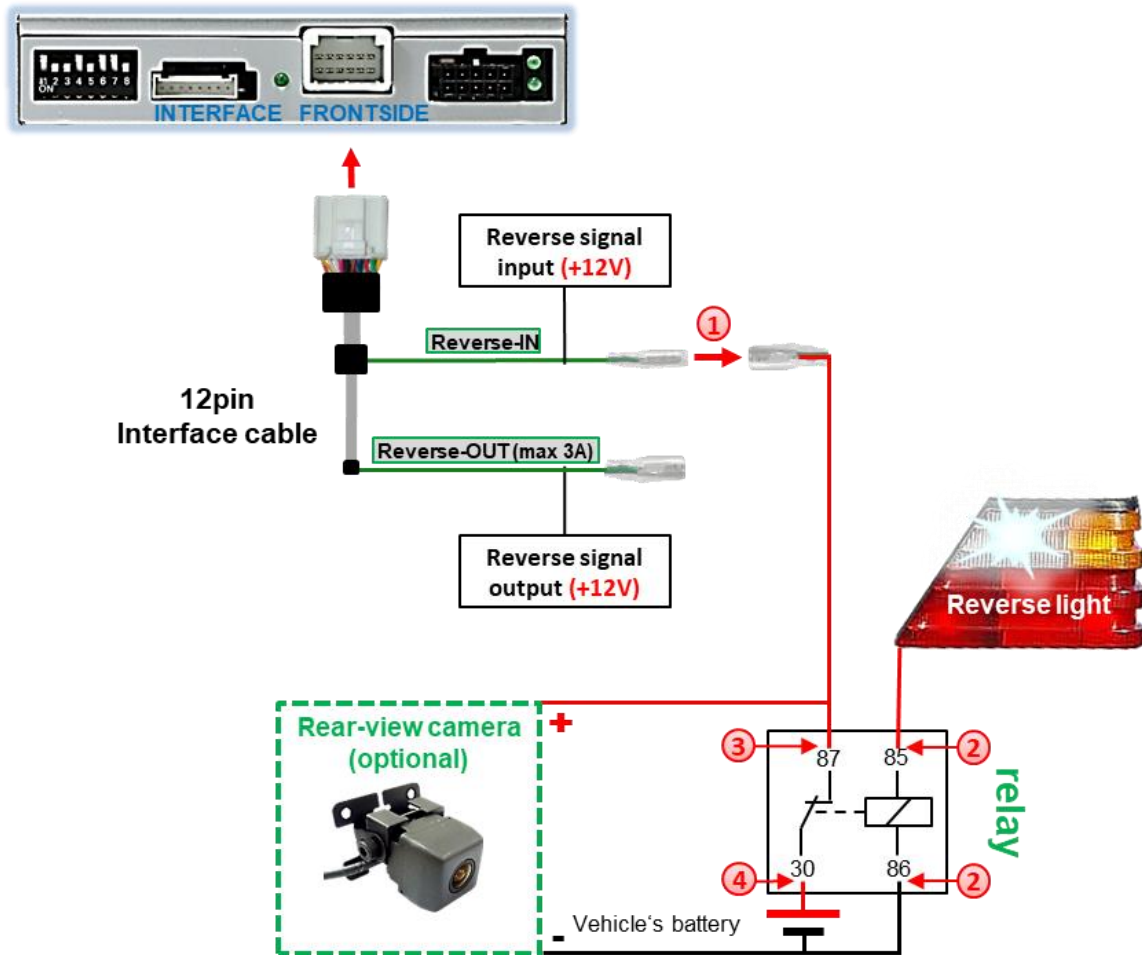 1 2 3 4 5 6 7 8
ON
INTERFACE FRONTSIDE
Reverse signal
input (+12V)
Reverse-IN
1
12pin
Interface cable
Reverse-OUT(max 3A)
Reverse signal
output (+12V)
Reverse light
Rear-view camera
(optional)
+
3
87
85
2
relay
4
30
86
2
-
Vehicle‘s battery